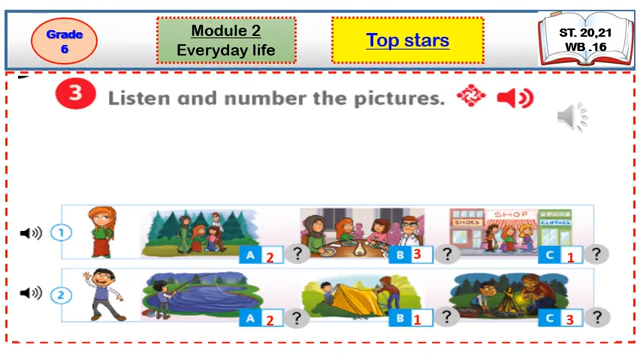 Grade
6
Module 2
Everyday life
Top stars
ST. 20,21
WB .16
3 Listen and number the pictures.
SHOP
SHOES
CLOTHES
1
A 2 ?
B 3 ?
C 1 ?
2
A 2 ?
B 1 ?
C 3 ?